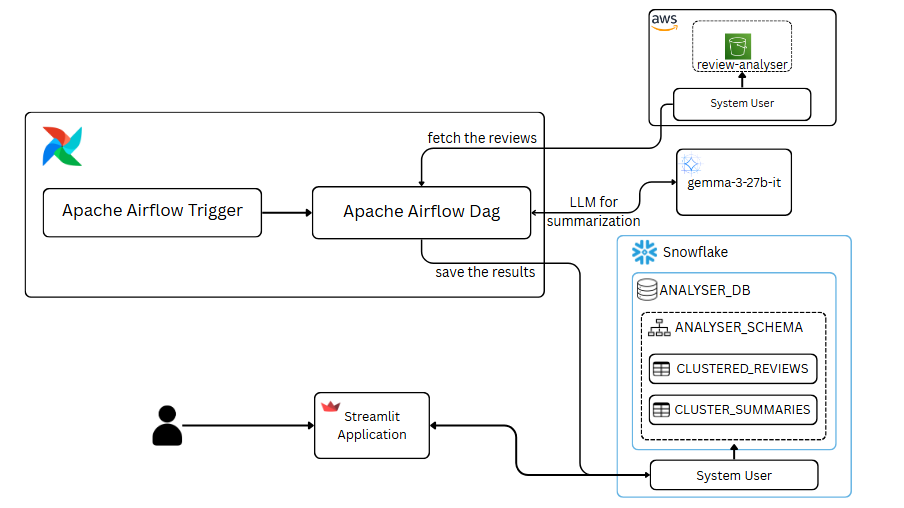 aws
review-analyser
System User
fetch the reviews
gemma-3-27b-it
Apache Airflow Trigger
Apache Airflow Dag
LLM for
summarization
save the results
Snowflake
ANALYSER_DB
ANALYSER_SCHEMA
CLUSTERED_REVIEWS
CLUSTER_SUMMARIES
Streamlit
Application
System User